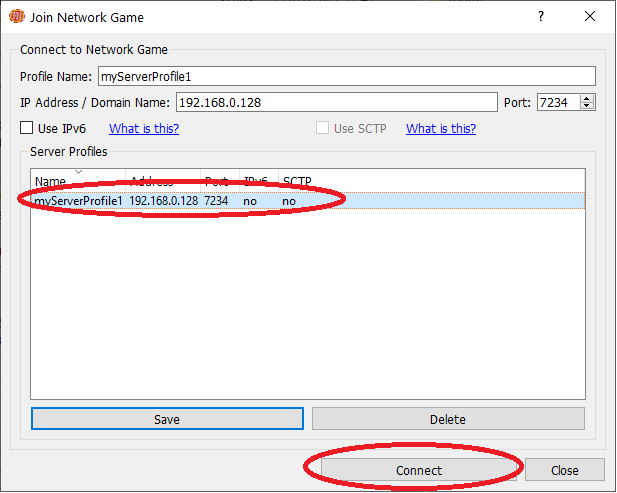 Join Network Game
?
Connect to Network Game
Profile Name: myServerProfile1
IP Address / Domain Name: 192.168.0.128 Port: 7234
Use IPv6 What is this? Use SCTP What is this?
Server Profiles
Name Address Port IPv6 SCTP
myServerProfile1 192.168.0.128 7234 no no
Save Delete
Connect Close